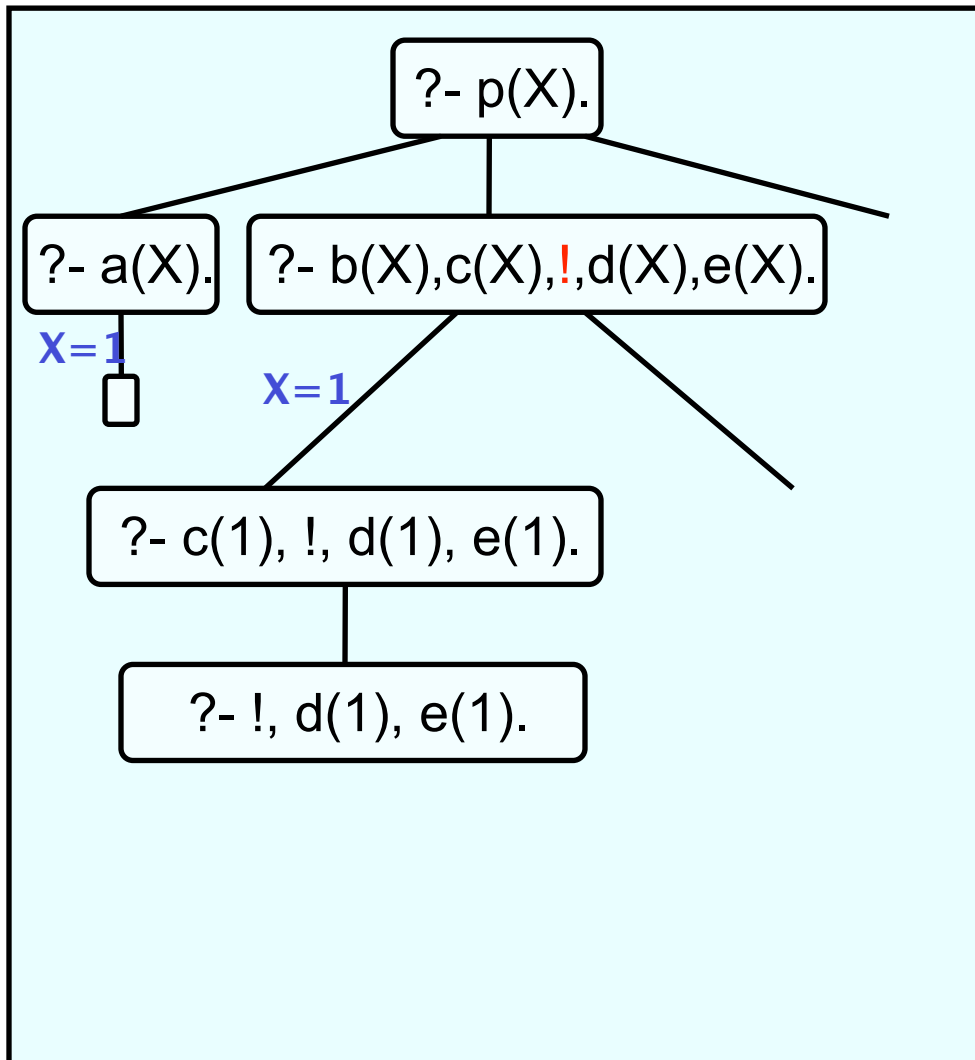 ?- p(X).
?- a(X).
?- b(X),c(X),!,d(X),e(X).
X=1
X=1
?- c(1), !, d(1), e(1).
?- !, d(1), e(1).